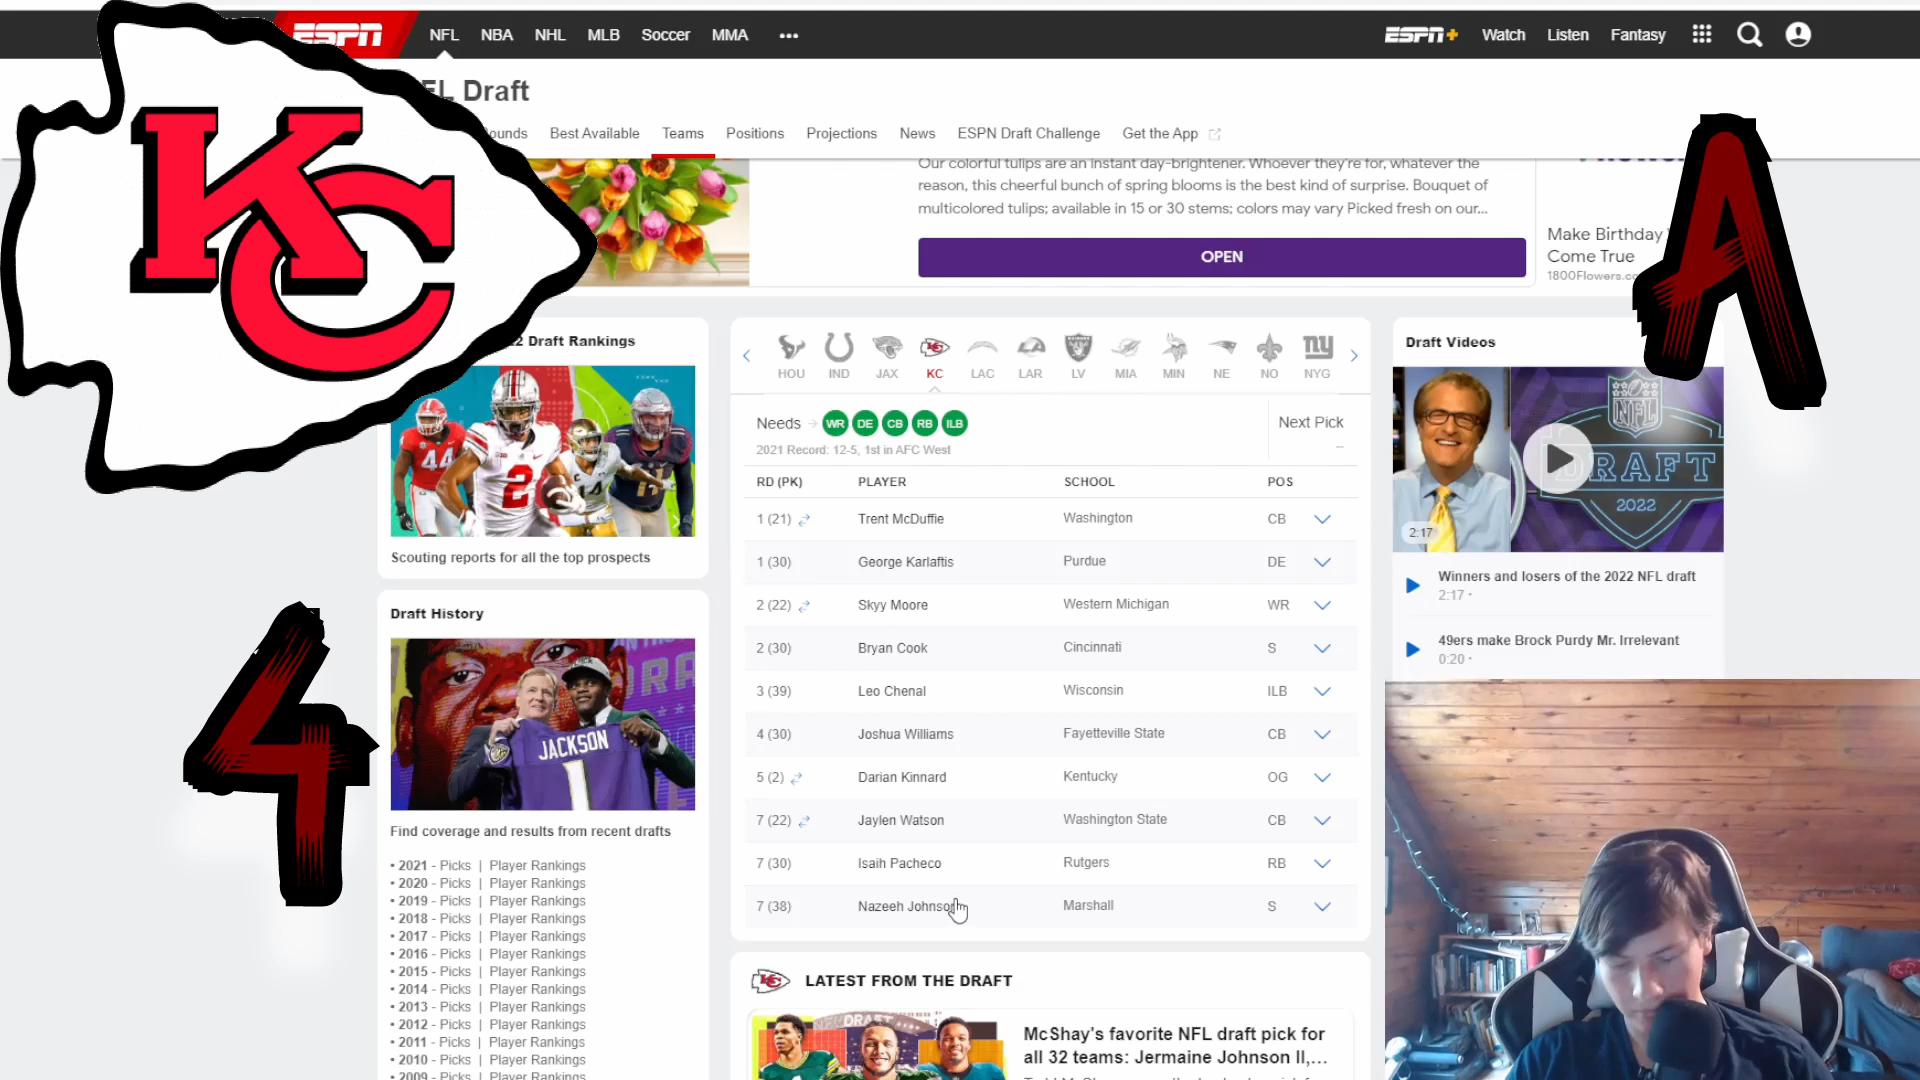 ESPN NFL NBA NHL MLB Soccer MMA ••• ESPN+ Watch Listen Fantasy
FL Draft
ounds Best Available Teams Positions Projections News ESPN Draft Challenge Get the App
KC
A
4
Our colorful tulips are an instant day-brightener. Whoever they're for, whatever the
reason, this cheerful bunch of spring blooms is the best kind of surprise. Bouquet of
multicolored tulips; available in 15 or 30 stems; colors may vary Picked fresh on our...
OPEN
Make Birthday
Come True
1800Flowers.c
2 Draft Rankings
44
2
Scouting reports for all the top prospects
Draft History
JACKSON
1
Find coverage and results from recent drafts
• 2021 - Picks | Player Rankings
• 2020 - Picks | Player Rankings
• 2019 - Picks | Player Rankings
• 2018 - Picks | Player Rankings
• 2017 - Picks | Player Rankings
• 2016 - Picks | Player Rankings
• 2015 - Picks | Player Rankings
• 2014 - Picks | Player Rankings
• 2013 - Picks | Player Rankings
• 2012 - Picks | Player Rankings
• 2011 - Picks | Player Rankings
• 2010 - Picks | Player Rankings
• 2009 - Picks | Player Rankings
HOU IND JAX KC LAC LAR LV MIA MIN NE NO NYG
Needs WR DE CB RB ILB
2021 Record: 12-5, 1st in AFC West
Next Pick
--
RD (PK) PLAYER SCHOOL POS
1 (21) Trent McDuffie Washington CB
1 (30) George Karlaftis Purdue DE
2 (22) Skyy Moore Western Michigan WR
2 (30) Bryan Cook Cincinnati S
3 (39) Leo Chenal Wisconsin ILB
4 (30) Joshua Williams Fayetteville State CB
5 (2) Darian Kinnard Kentucky OG
7 (22) Jaylen Watson Washington State CB
7 (30) Isaih Pacheco Rutgers RB
7 (38) Nazeeh Johnson Marshall S
LATEST FROM THE DRAFT
McShay's favorite NFL draft pick for
all 32 teams: Jermaine Johnson II,...
Draft Videos
NFL
DRAFT
2022
2:17
Winners and losers of the 2022 NFL draft
2:17 •
49ers make Brock Purdy Mr. Irrelevant
0:20 •